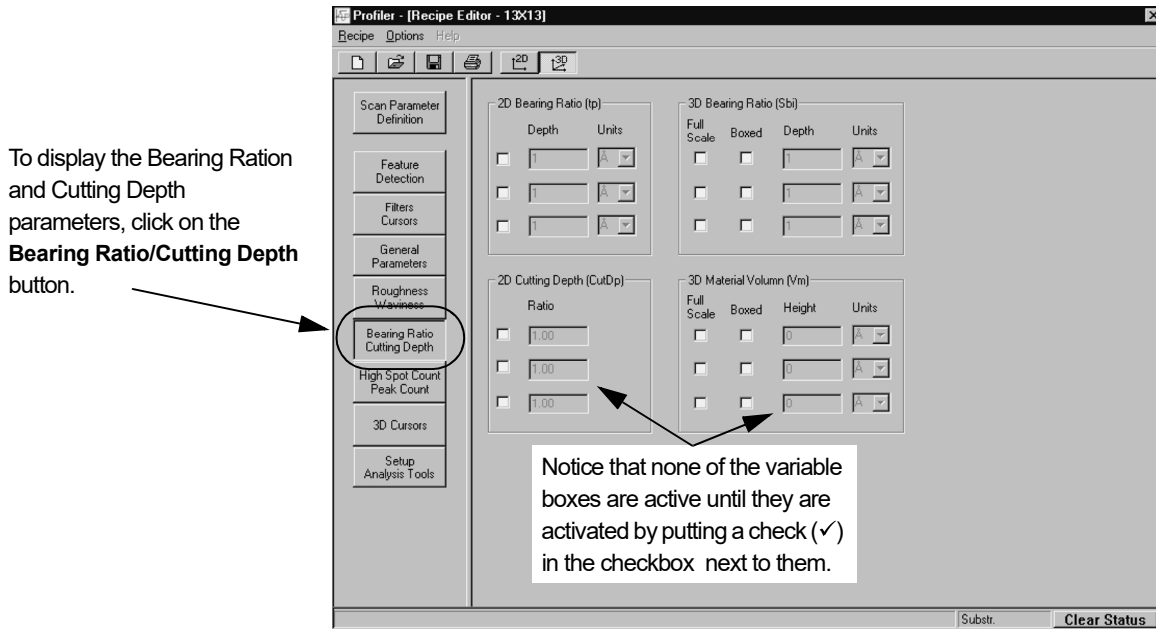 Profiler - [Recipe Editor - 13X13]
Recipe Options Help
2D 3D
To display the Bearing Ration
and Cutting Depth
parameters, click on the
Bearing Ratio/Cutting Depth
button.
Scan Parameter
Definition
Feature
Detection
Filters
Cursors
General
Parameters
Roughness
Waviness
Bearing Ratio
Cutting Depth
High Spot Count
Peak Count
3D Cursors
Setup
Analysis Tools
2D Bearing Ratio (tp)
Depth Units
1 Å
1 Å
1 Å
3D Bearing Ratio (Sbi)
Full
Scale Boxed Depth Units
1 Å
1 Å
1 Å
2D Cutting Depth (CutDp)
Ratio
1.00
1.00
1.00
3D Material Volumn (Vm)
Full
Scale Boxed Height Units
0 Å
0 Å
0 Å
Notice that none of the variable
boxes are active until they are
activated by putting a check (✓)
in the checkbox next to them.
Substr. Clear Status